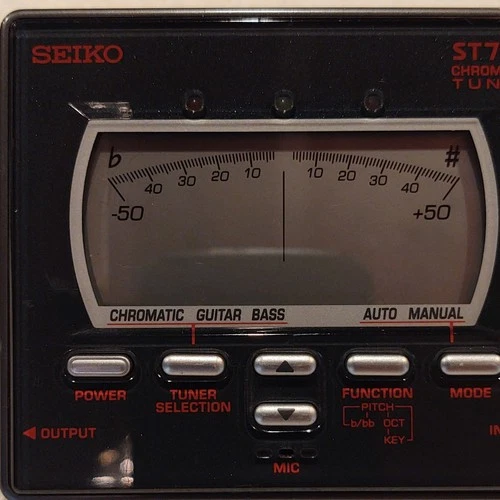 SEIKO
ST7
CHROM
TUN
b #
40 30 20 10 10 20 30 40
-50 +50
CHROMATIC GUITAR BASS AUTO MANUAL
POWER TUNER SELECTION FUNCTION MODE
PITCH
b/bb OCT
KEY
OUTPUT IN
MIC